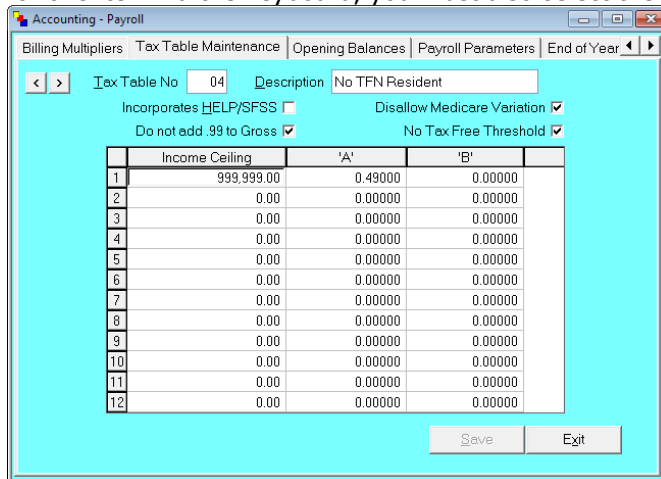 Accounting - Payroll
Billing Multipliers Tax Table Maintenance Opening Balances Payroll Parameters End of Year
< > Tax Table No 04 Description No TFN Resident
Incorporates HELP/SFSS Disallow Medicare Variation
Do not add .99 to Gross No Tax Free Threshold
Income Ceiling 'A' 'B'
1 999,999.00 0.49000 0.00000
2 0.00 0.00000 0.00000
3 0.00 0.00000 0.00000
4 0.00 0.00000 0.00000
5 0.00 0.00000 0.00000
6 0.00 0.00000 0.00000
7 0.00 0.00000 0.00000
8 0.00 0.00000 0.00000
9 0.00 0.00000 0.00000
10 0.00 0.00000 0.00000
11 0.00 0.00000 0.00000
12 0.00 0.00000 0.00000
Save Exit